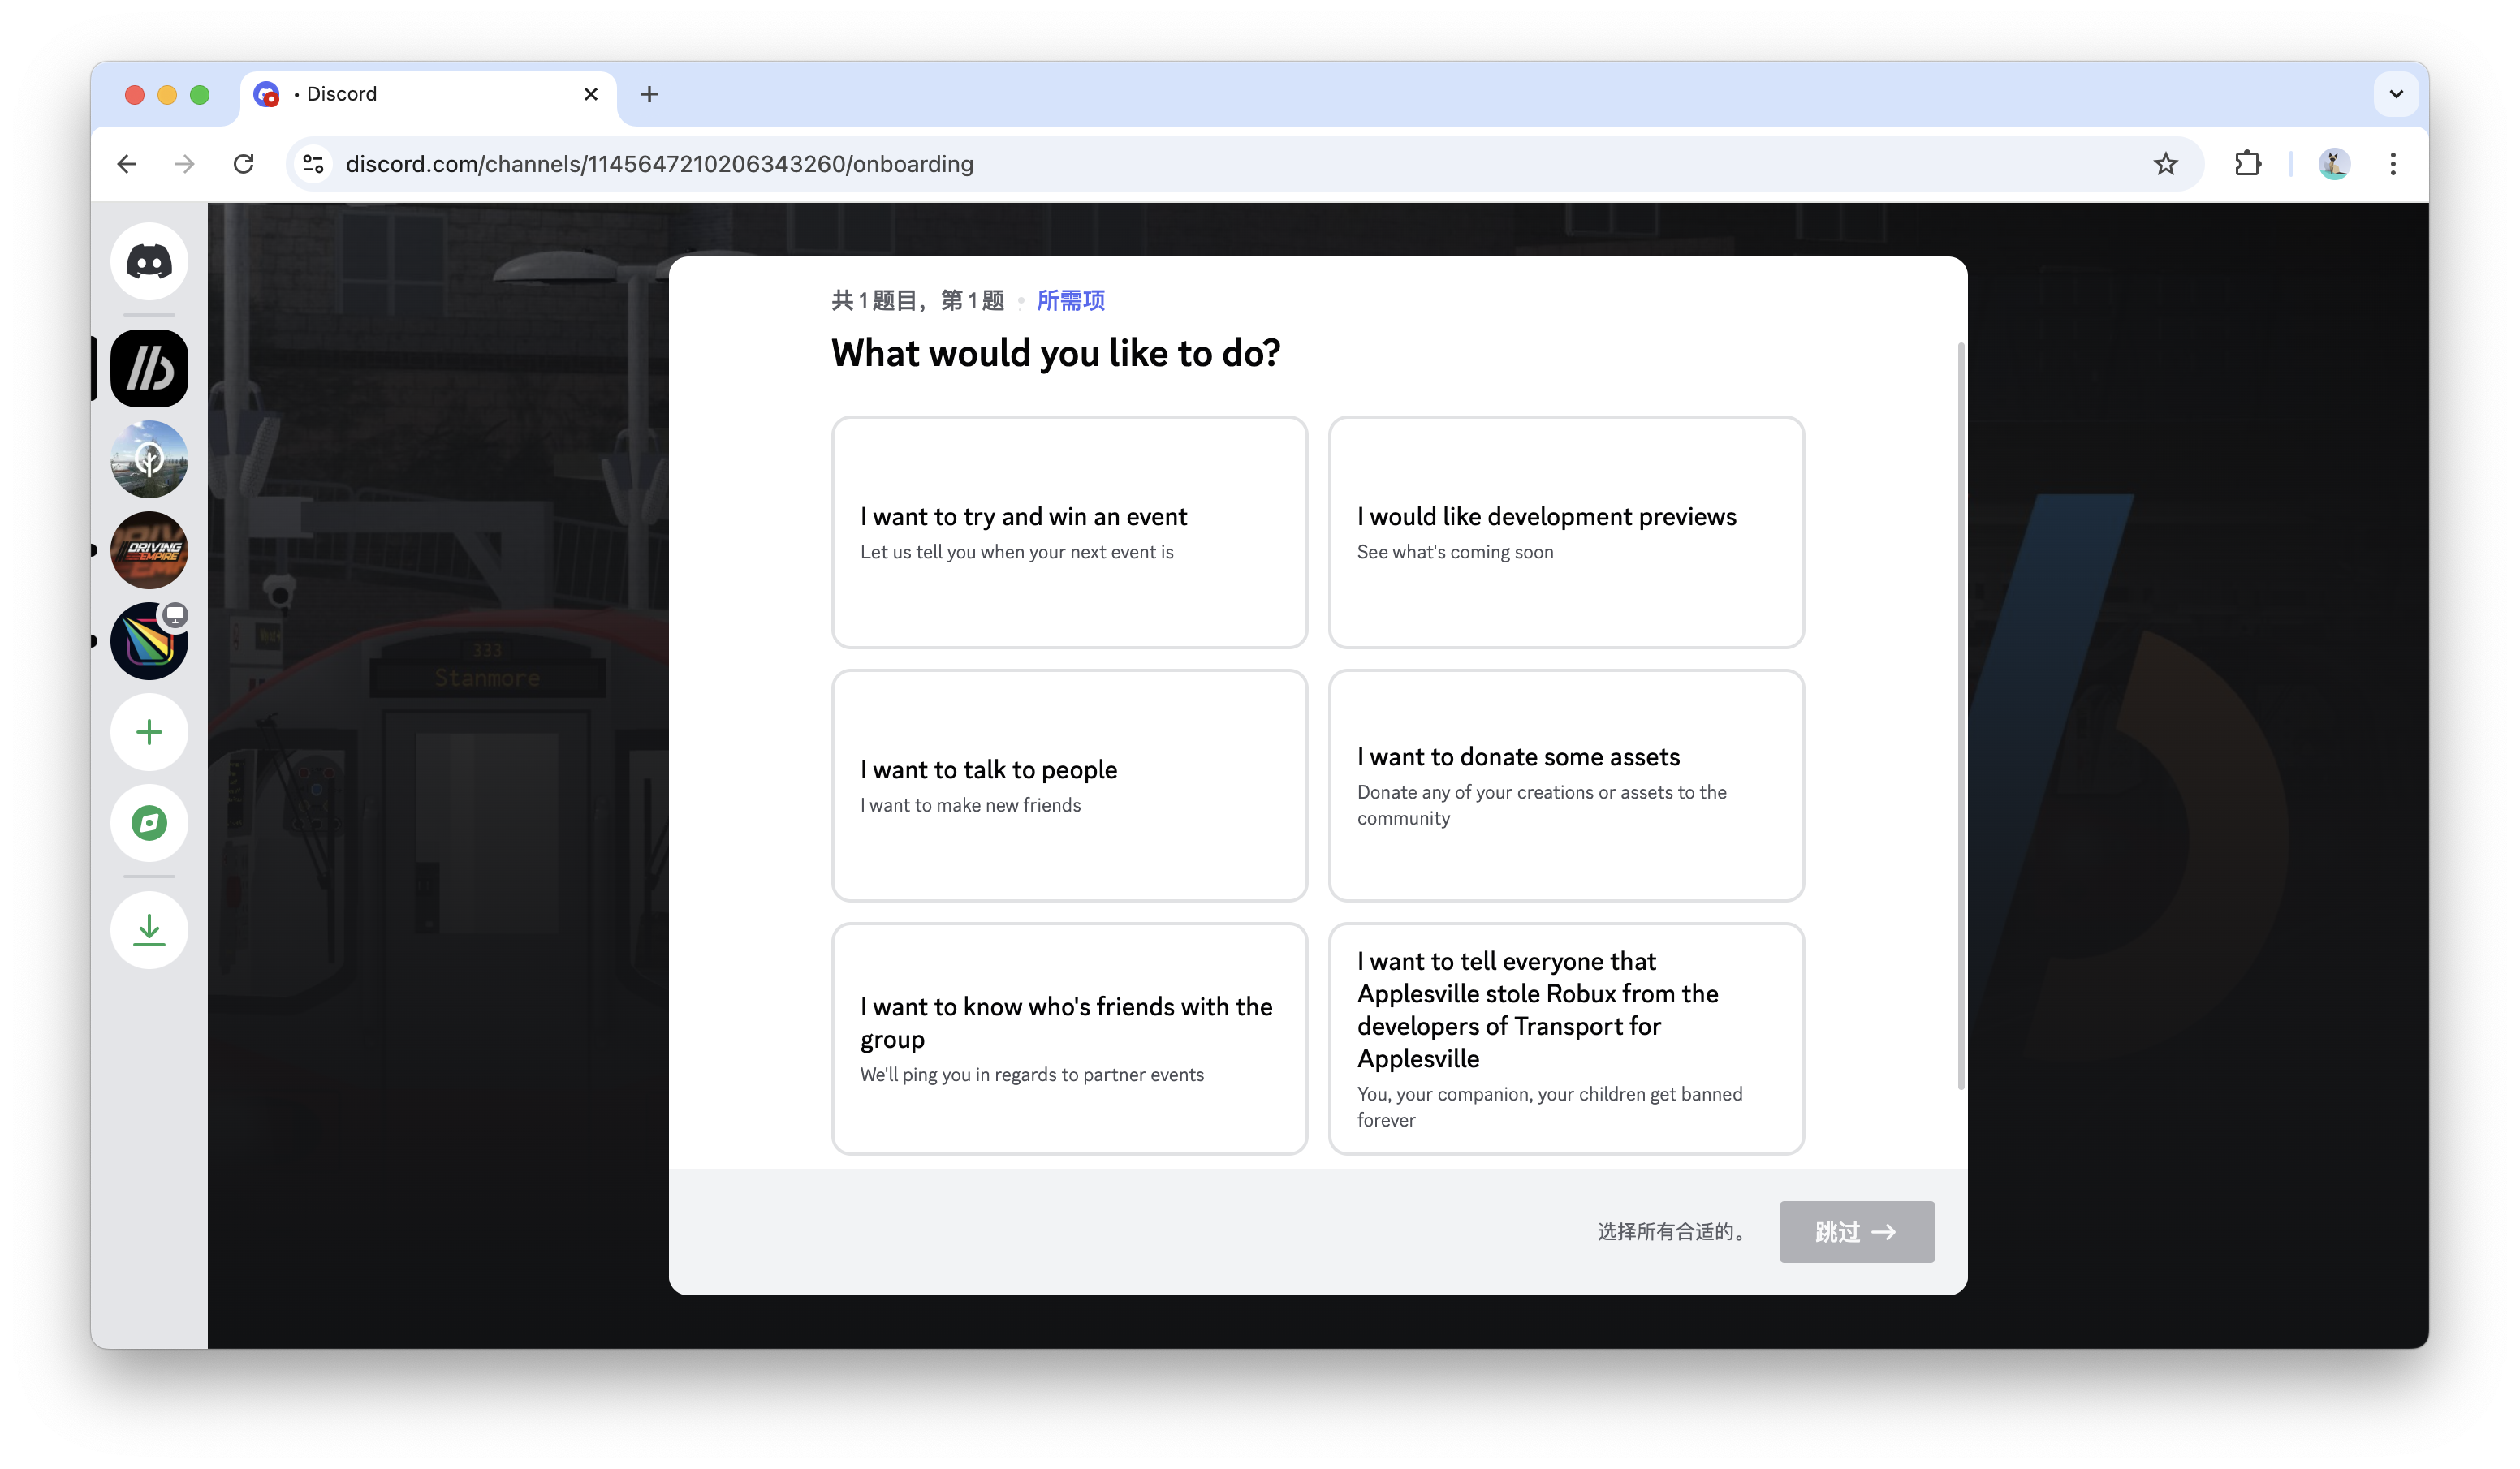 • Discord
discord.com/channels/1145647210206343260/onboarding
DRIVING
EMPIRE
333
Stanmore
共1题目，第1题 • 所需项
What would you like to do?
I want to try and win an event
Let us tell you when your next event is
I would like development previews
See what's coming soon
I want to talk to people
I want to make new friends
I want to donate some assets
Donate any of your creations or assets to the
community
I want to know who's friends with the
group
We'll ping you in regards to partner events
I want to tell everyone that
Applesville stole Robux from the
developers of Transport for
Applesville
You, your companion, your children get banned
forever
选择所有合适的。
跳过 →